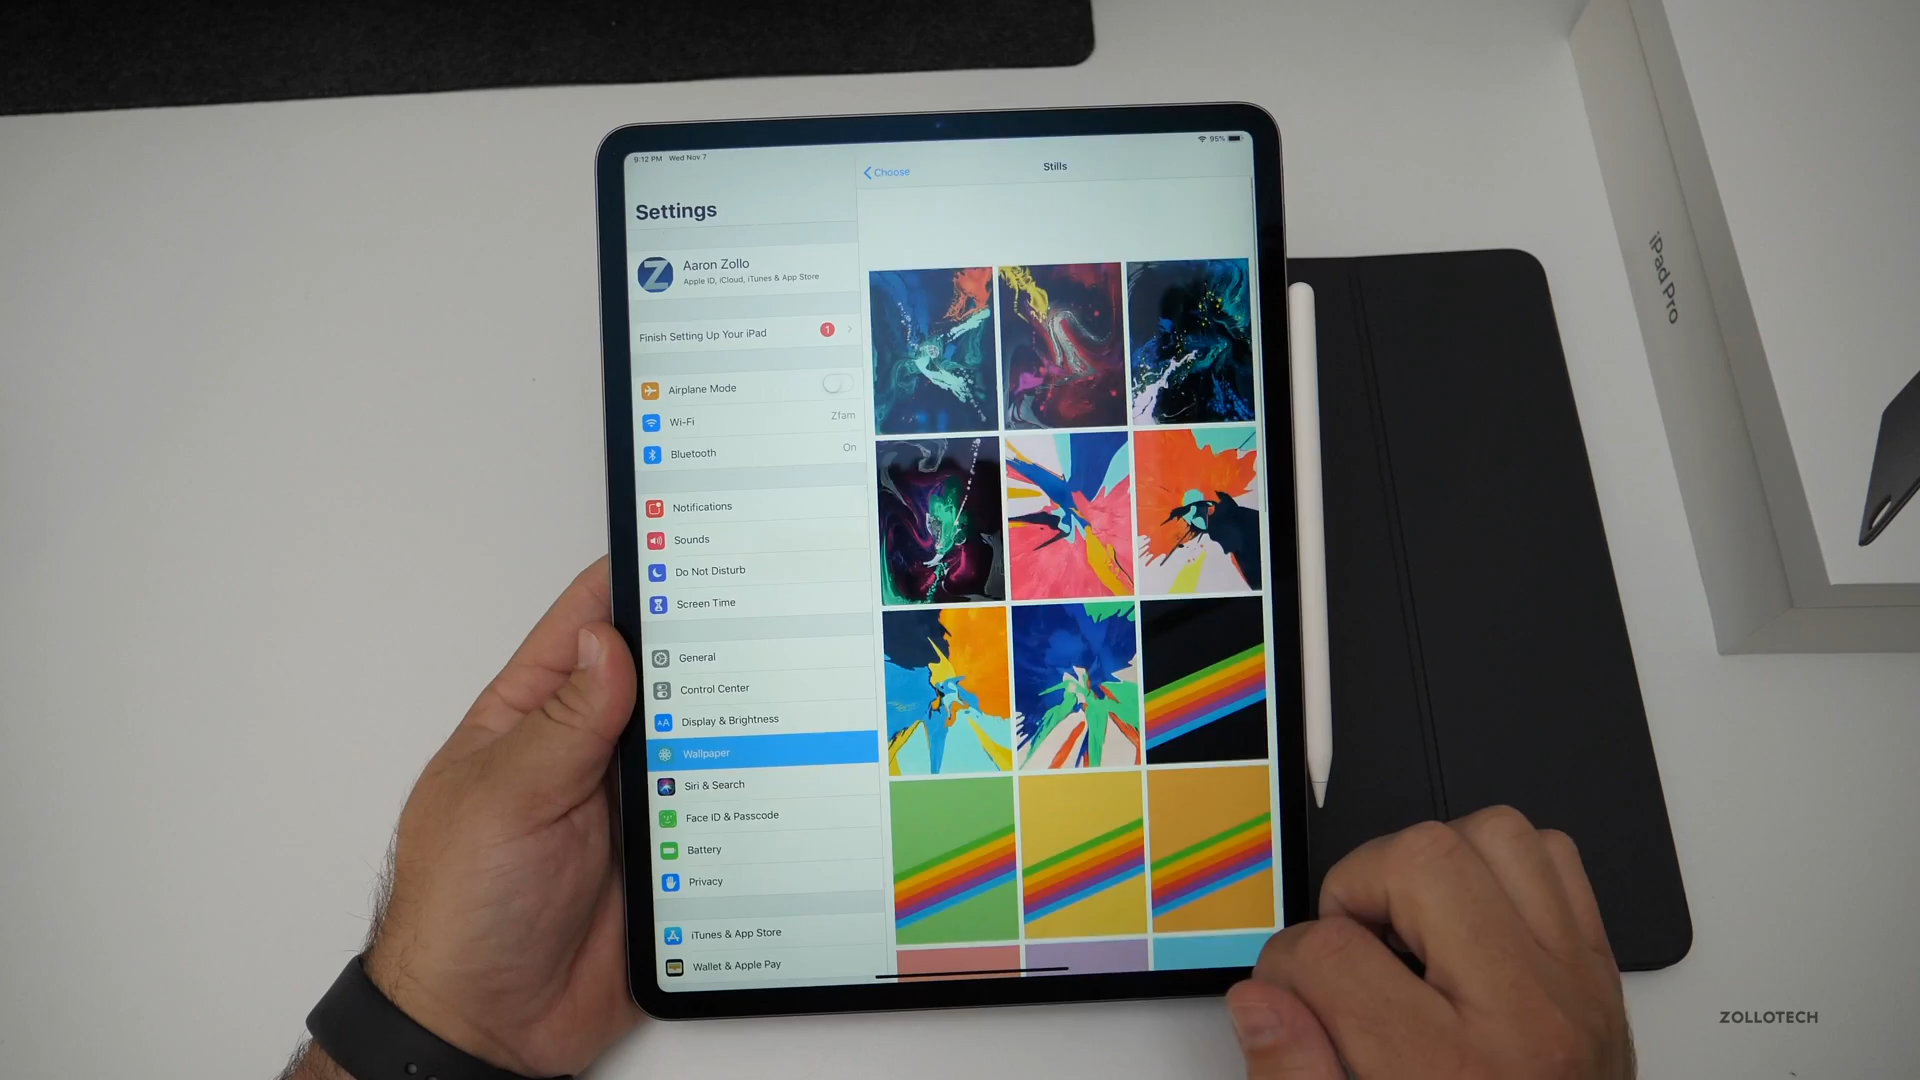 9:12 PM Wed Nov 7
95%
Settings
Choose
Stills
Z
Aaron Zollo
Apple ID, iCloud, iTunes & App Store
Finish Setting Up Your iPad 1
Airplane Mode
Wi-Fi Zfam
Bluetooth On
Notifications
Sounds
Do Not Disturb
Screen Time
General
Control Center
AA Display & Brightness
Wallpaper
Siri & Search
Face ID & Passcode
Battery
Privacy
iTunes & App Store
Wallet & Apple Pay
iPad Pro
ZOLLOTECH